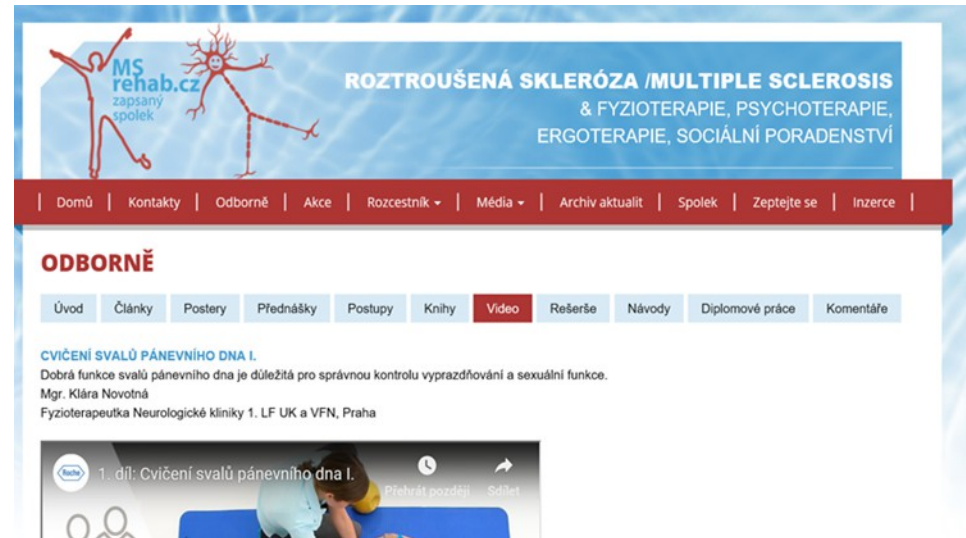 MS
rehab.cz
zapsaný
spolek
ROZTROUŠENÁ SKLERÓZA /MULTIPLE SCLEROSIS
& FYZIOTERAPIE, PSYCHOTERAPIE,
ERGOTERAPIE, SOCIÁLNÍ PORADENSTVÍ
Domů | Kontakty | Odborně | Akce | Rozcestník | Média | Archiv aktualit | Spolek | Zeptejte se | Inzerce
ODBORNĚ
Úvod Články Postery Přednášky Postupy Knihy Video Rešerše Návody Diplomové práce Komentáře
CVIČENÍ SVALŮ PÁNEVNÍHO DNA I.
Dobrá funkce svalů pánevního dna je důležitá pro správnou kontrolu vyprazdňování a sexuální funkce.
Mgr. Klára Novotná
Fyzioterapeutka Neurologické kliniky 1. LF UK a VFN, Praha
Roche 1. díl: Cvičení svalů pánevního dna I.
Přehrát později Sdílet